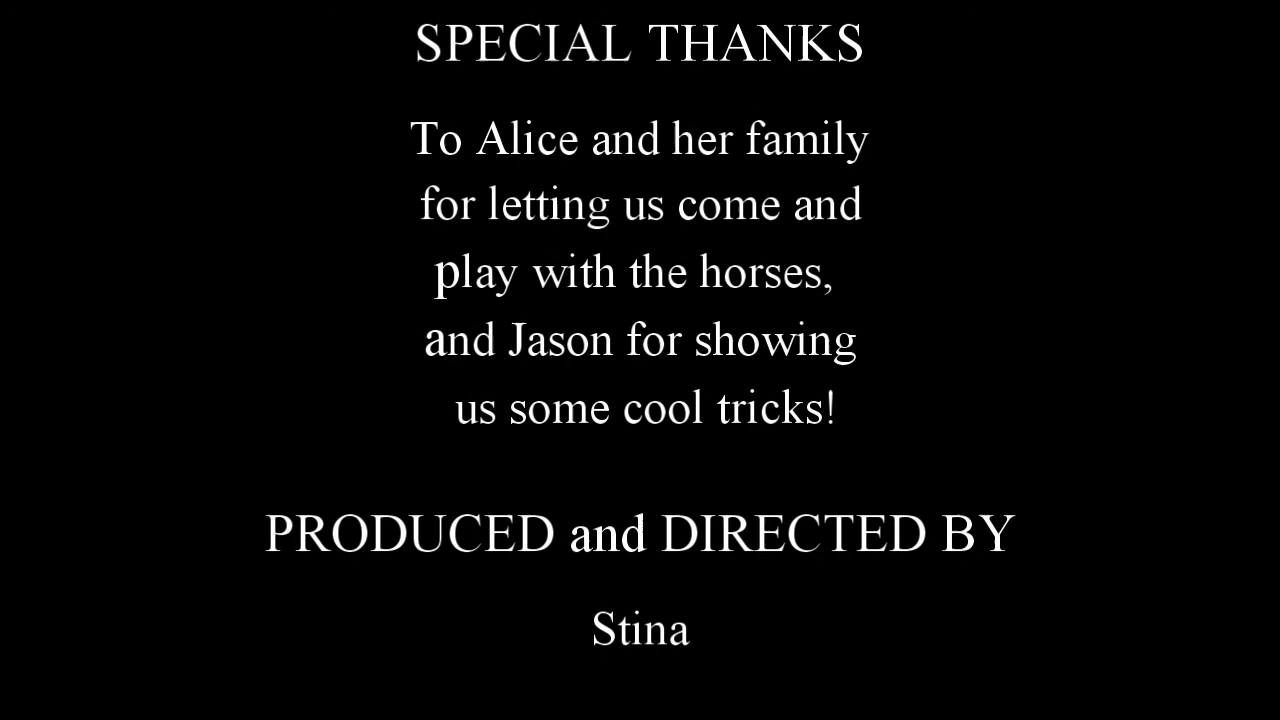 SPECIAL THANKS
To Alice and her family
for letting us come and
play with the horses,
and Jason for showing
us some cool tricks!
PRODUCED and DIRECTED BY
Stina